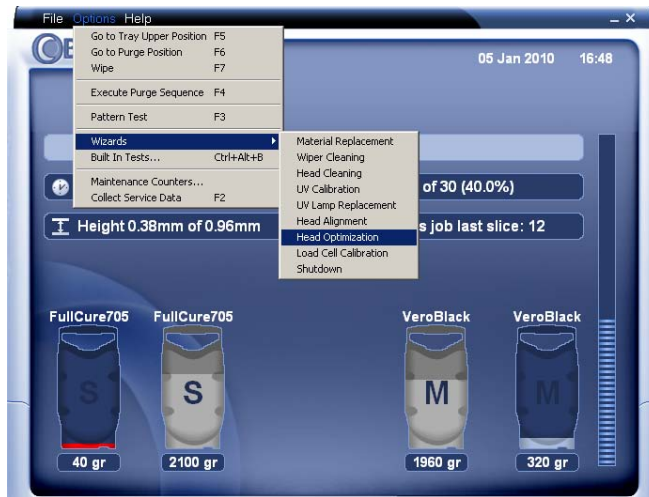 File Options Help
Go to Tray Upper Position F5
Go to Purge Position F6
Wipe F7
Execute Purge Sequence F4
Pattern Test F3
Wizards
Built In Tests... Ctrl+Alt+B
Maintenance Counters...
Collect Service Data F2
Material Replacement
Wiper Cleaning
Head Cleaning
UV Calibration
UV Lamp Replacement
Head Alignment
Head Optimization
Load Cell Calibration
Shutdown
05 Jan 2010 16:48
of 30 (40.0%)
Height 0.38mm of 0.96mm
job last slice: 12
FullCure705 FullCure705 VeroBlack VeroBlack
S S M M
40 gr 2100 gr 1960 gr 320 gr